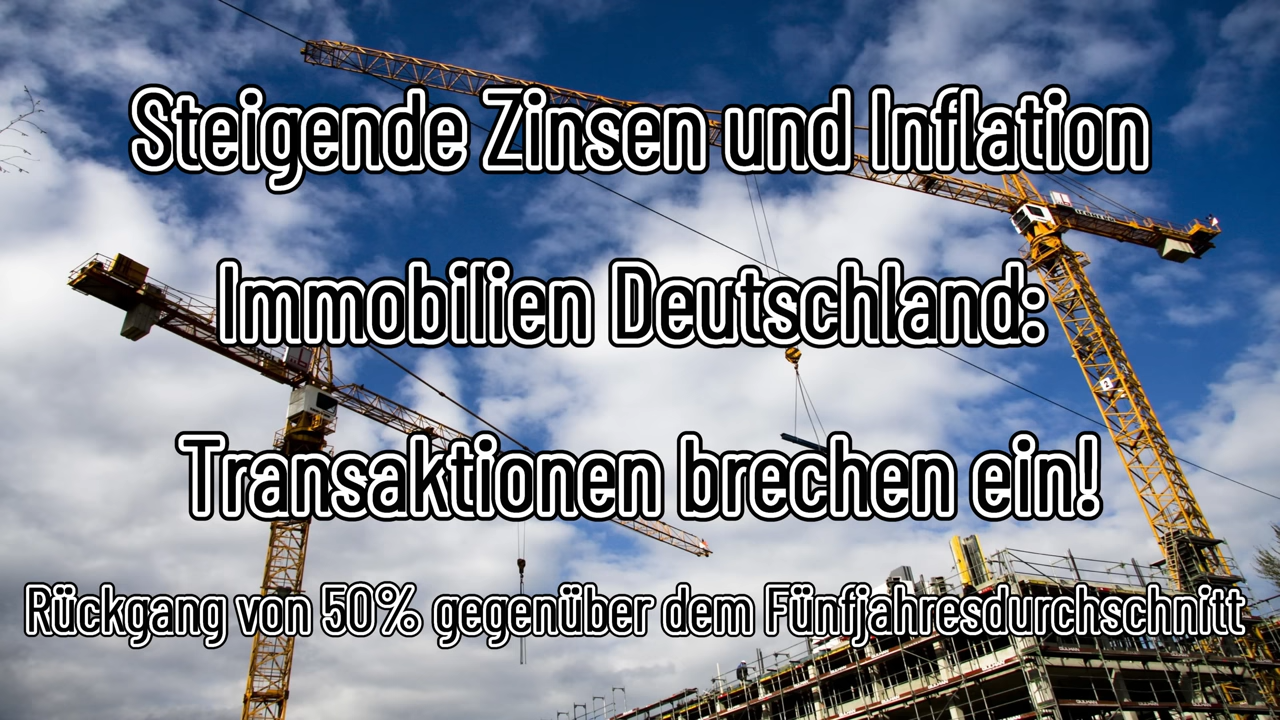 Steigende Zinsen und Inflation
Immobilien Deutschland:
Transaktionen brechen ein!
Rückgang von 50% gegenüber dem Fünfjahresdurchschnitt